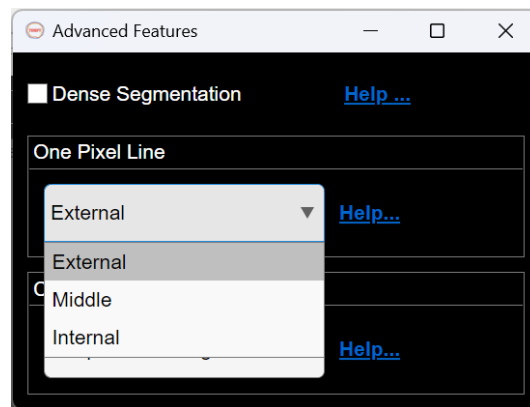 Advanced Features
Dense Segmentation Help ...
One Pixel Line
External Help...
External
Middle
Internal
Help...